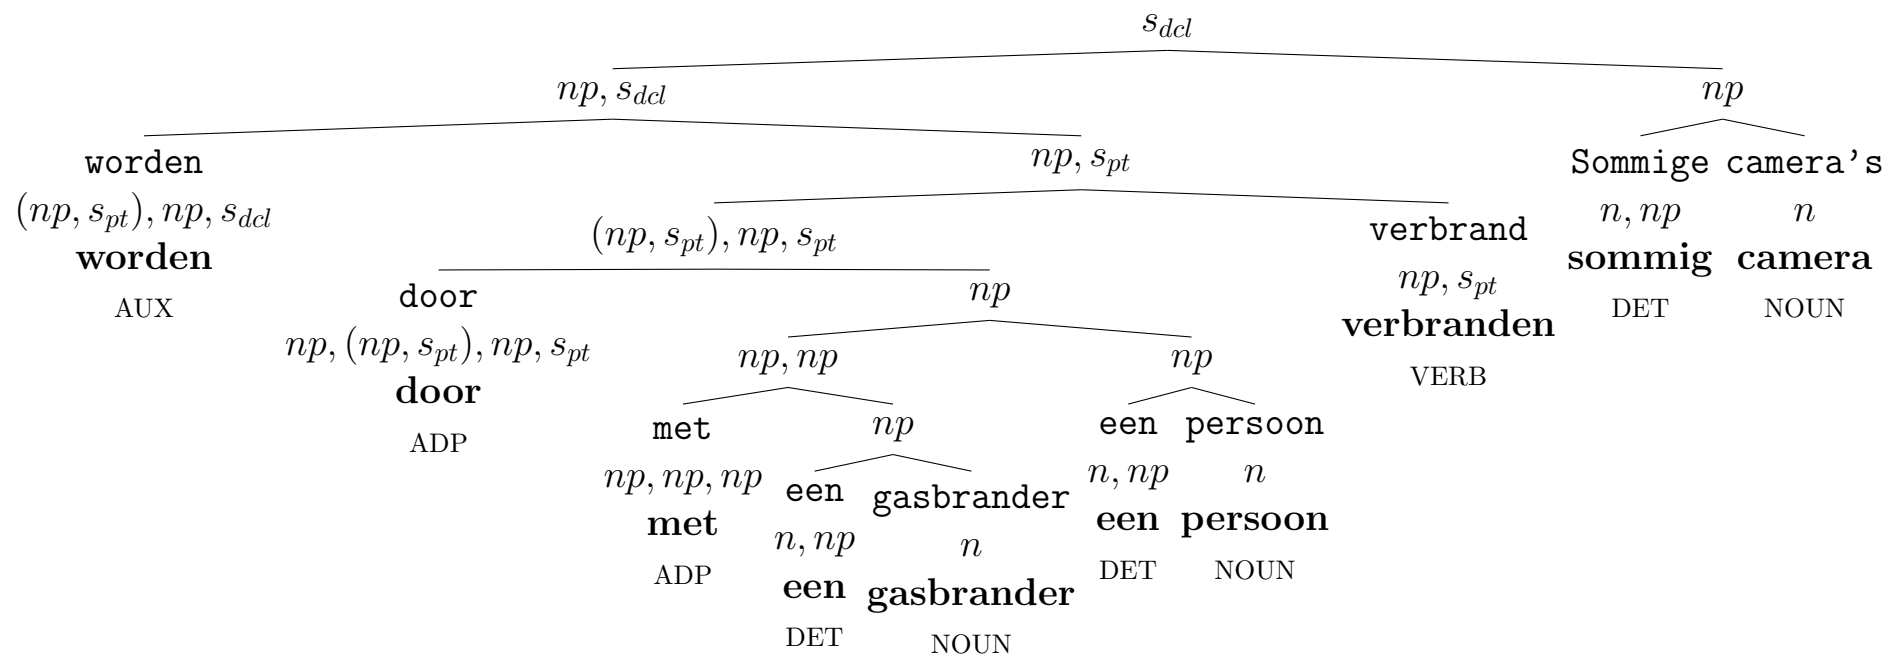 s_dcl
np, s_dcl
np
worden
(np, s_pt), np, s_dcl
worden
AUX
np, s_pt
Sommige
n, np
sommig
DET
camera's
n
camera
NOUN
(np, s_pt), np, s_pt
verbrand
np, s_pt
verbranden
VERB
door
np, (np, s_pt), np, s_pt
door
ADP
np
np, np
np
met
np, np, np
met
ADP
np
een
n, np
een
DET
gasbrander
n
gasbrander
NOUN
een
n, np
een
DET
persoon
n
persoon
NOUN